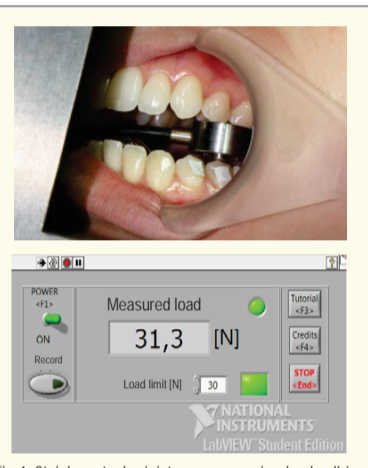 POWER
<F1>
ON
Record
Measured load
31,3 [N]
Load limit [N] 30
Tutorial
<F3>
Credits
<F4>
STOP
<End>
NATIONAL
INSTRUMENTS
LabVIEW™ Student Edition